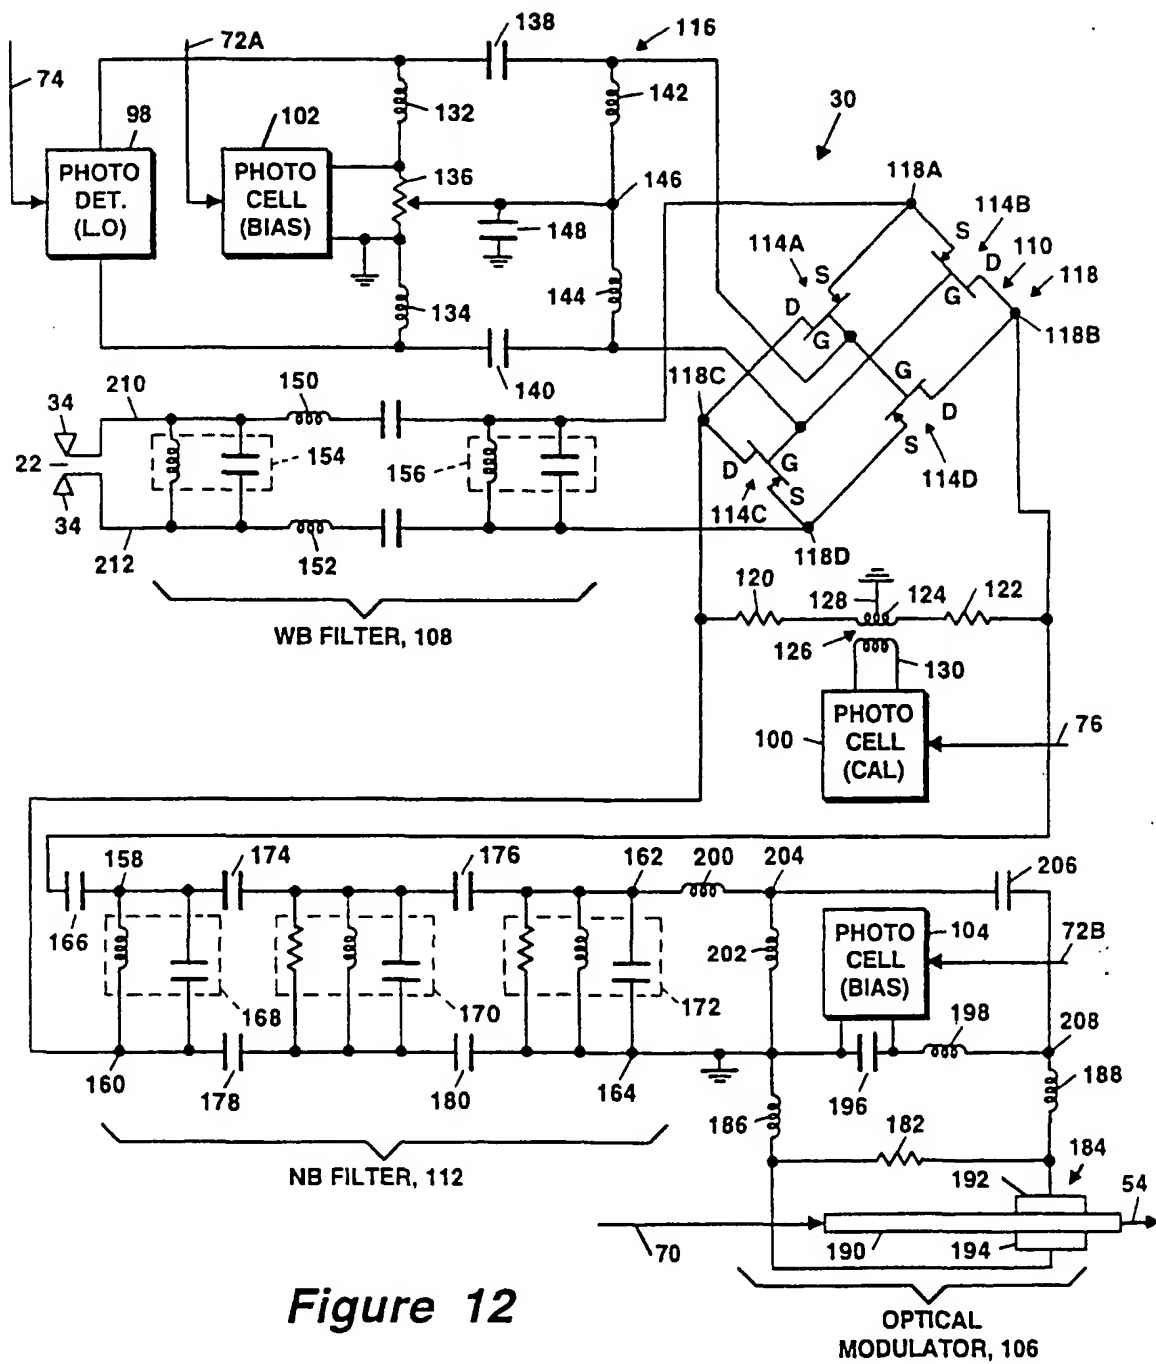 138
116
72A
74
98
102
132
142
30
PHOTO
DET.
(L.O)
PHOTO
CELL
(BIAS)
136
146
118A
114B
148
114A
S
S
D
110
118
134
144
D
G
G
118B
150
140
118C
G
D
210
34
22
34
154
156
S
D
G
S
114D
114C
212
152
118D
WB FILTER, 108
120
128
124
122
126
130
100
PHOTO
CELL
(CAL)
76
158
174
176
162
200
204
206
166
168
170
172
202
PHOTO
CELL
(BIAS)
104
72B
198
208
160
178
180
164
196
188
186
182
NB FILTER, 112
184
192
54
70
190
194
Figure 12
OPTICAL
MODULATOR, 106